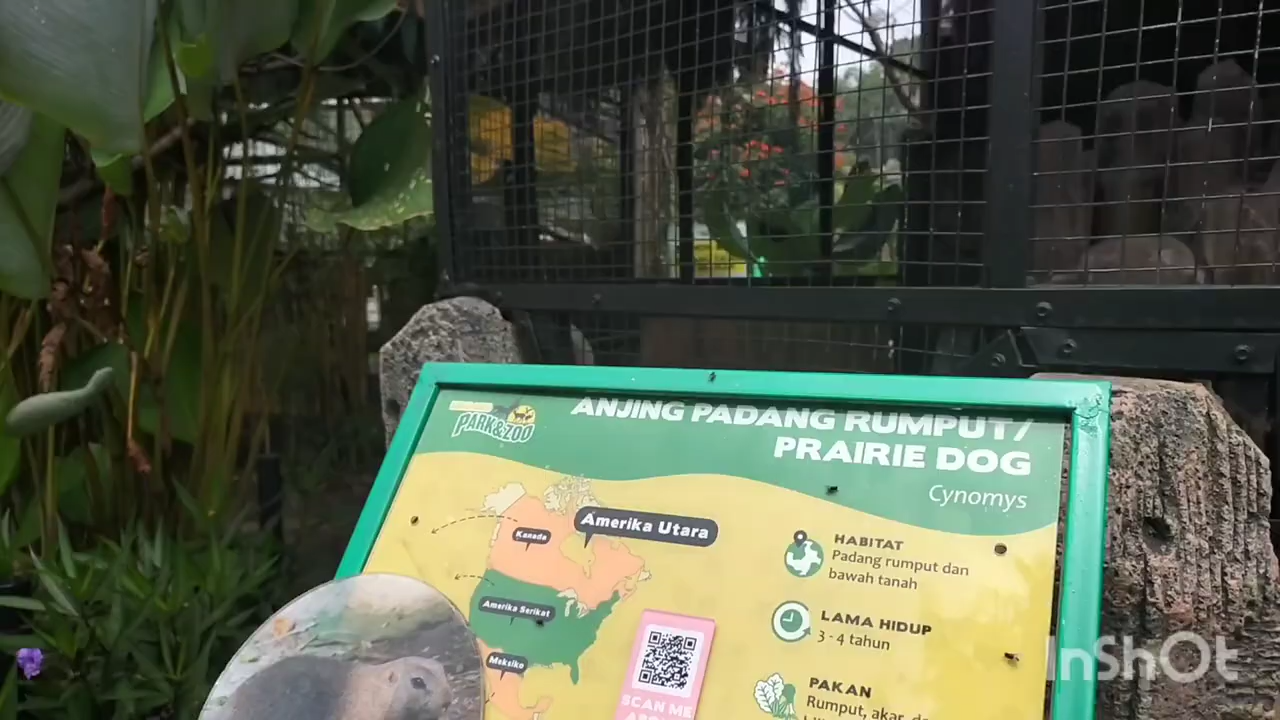 PARK&ZOO
ANJING PADANG RUMPUT/
PRAIRIE DOG
Cynomys
Amerika Utara
Kanada
Amerika Serikat
Meksiko
HABITAT
Padang rumput dan
bawah tanah
LAMA HIDUP
3 - 4 tahun
PAKAN
Rumput, akar,
SCAN ME
InShOt